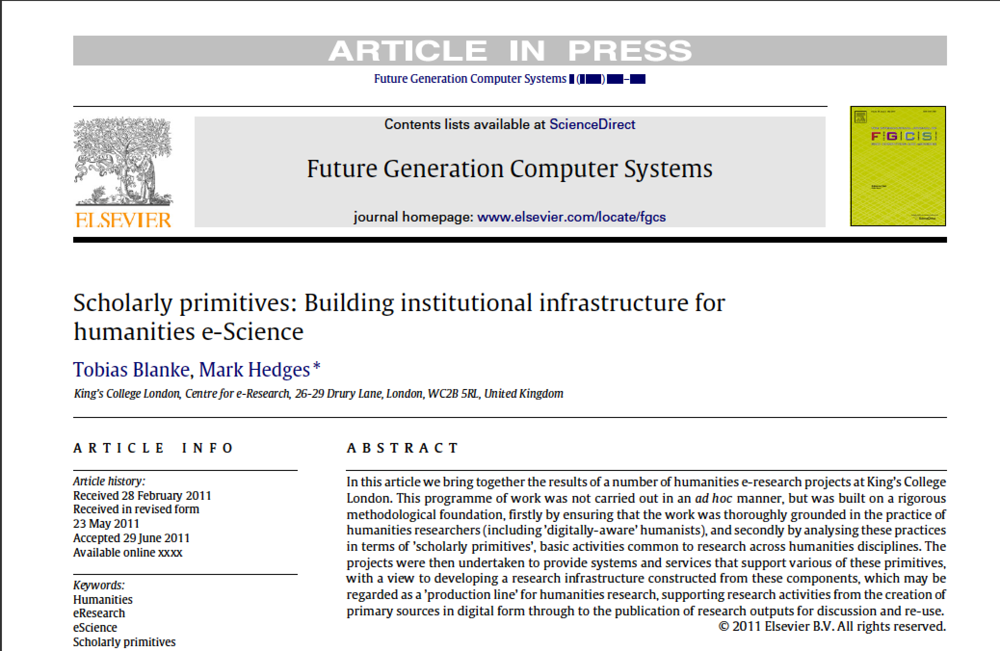 ARTICLE IN PRESS
Future Generation Computer Systems ▮ (▮▮▮▮) ▮▮▮–▮▮▮
Contents lists available at ScienceDirect
Future Generation Computer Systems
journal homepage: www.elsevier.com/locate/fgcs
ELSEVIER
F|G|C|S|
Scholarly primitives: Building institutional infrastructure for
humanities e-Science
Tobias Blanke, Mark Hedges*
King's College London, Centre for e-Research, 26-29 Drury Lane, London, WC2B 5RL, United Kingdom
ARTICLE INFO
Article history:
Received 28 February 2011
Received in revised form
23 May 2011
Accepted 29 June 2011
Available online xxxx
Keywords:
Humanities
eResearch
eScience
Scholarly primitives
ABSTRACT
In this article we bring together the results of a number of humanities e-research projects at King's College
London. This programme of work was not carried out in an ad hoc manner, but was built on a rigorous
methodological foundation, firstly by ensuring that the work was thoroughly grounded in the practice of
humanities researchers (including 'digitally-aware' humanists), and secondly by analysing these practices
in terms of 'scholarly primitives', basic activities common to research across humanities disciplines. The
projects were then undertaken to provide systems and services that support various of these primitives,
with a view to developing a research infrastructure constructed from these components, which may be
regarded as a 'production line' for humanities research, supporting research activities from the creation of
primary sources in digital form through to the publication of research outputs for discussion and re-use.
© 2011 Elsevier B.V. All rights reserved.